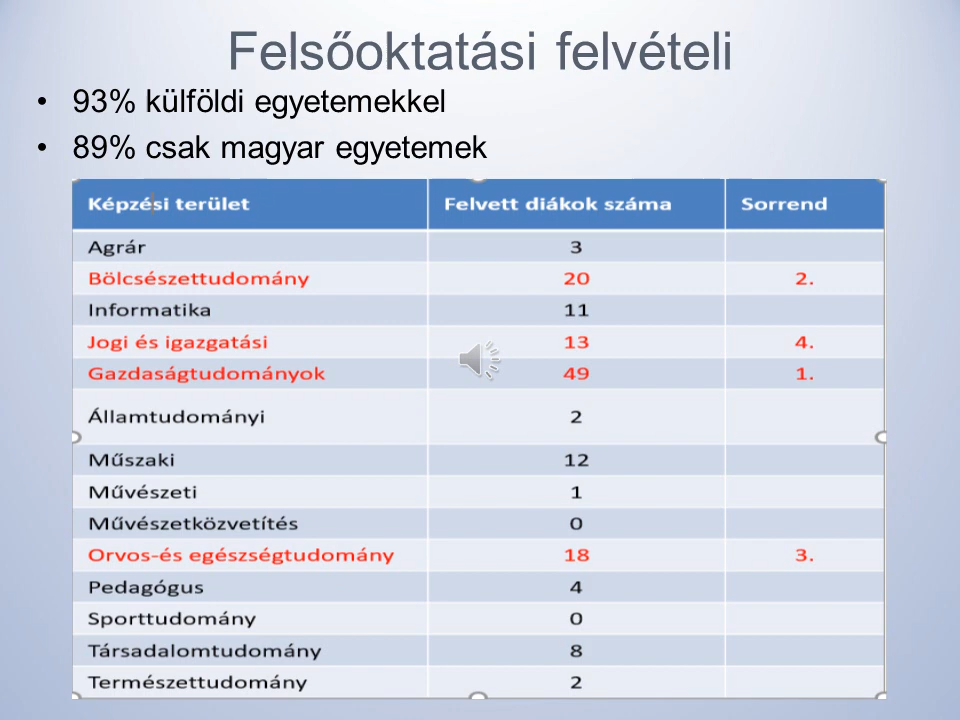 Felsőoktatási felvételi
• 93% külföldi egyetemekkel
• 89% csak magyar egyetemek
Képzési terület Felvett diákok száma Sorrend
Agrár 3
Bölcsészettudomány 20 2.
Informatika 11
Jogi és igazgatási 13 4.
Gazdaságtudományok 49 1.
Államtudományi 2
Műszaki 12
Művészeti 1
Művészetközvetítés 0
Orvos-és egészségtudomány 18 3.
Pedagógus 4
Sporttudomány 0
Társadalomtudomány 8
Természettudomány 2